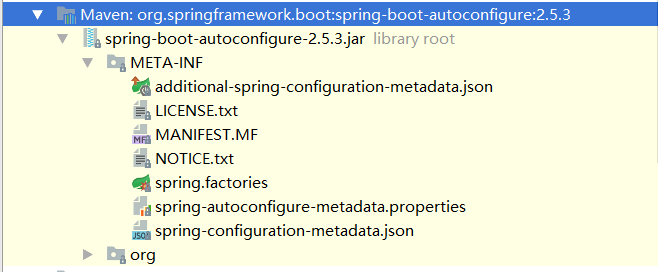 Maven: org.springframework.boot:spring-boot-autoconfigure:2.5.3
spring-boot-autoconfigure-2.5.3.jar library root
META-INF
additional-spring-configuration-metadata.json
LICENSE.txt
MANIFEST.MF
NOTICE.txt
spring.factories
spring-autoconfigure-metadata.properties
spring-configuration-metadata.json
org